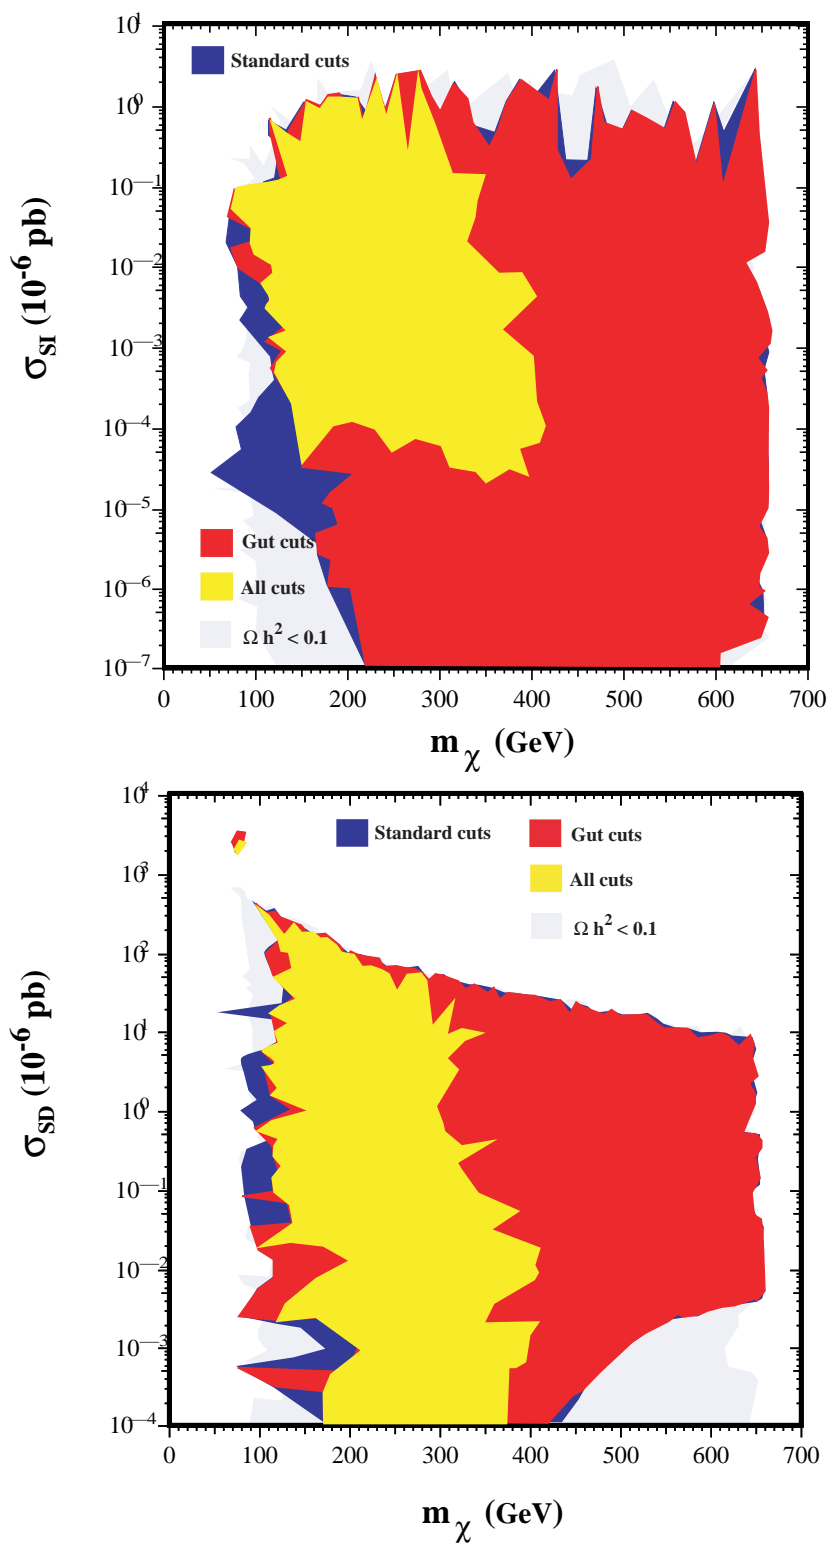 10¹
Standard cuts
10⁰
10⁻¹
10⁻²
σSI (10⁻⁶ pb)
10⁻³
10⁻⁴
10⁻⁵
Gut cuts
All cuts
10⁻⁶
Ω h² < 0.1
10⁻⁷
0 100 200 300 400 500 600 700
mχ (GeV)
10⁴
Standard cuts Gut cuts
10³
All cuts
Ω h² < 0.1
10²
10¹
σSD (10⁻⁶ pb)
10⁰
10⁻¹
10⁻²
10⁻³
10⁻⁴
0 100 200 300 400 500 600 700
mχ (GeV)